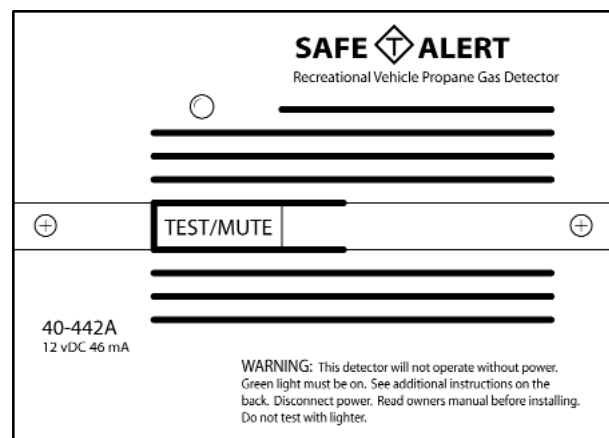 SAFE T ALERT
Recreational Vehicle Propane Gas Detector
TEST/MUTE
40-442A
12 vDC 46 mA
WARNING: This detector will not operate without power.
Green light must be on. See additional instructions on the
back. Disconnect power. Read owners manual before installing.
Do not test with lighter.